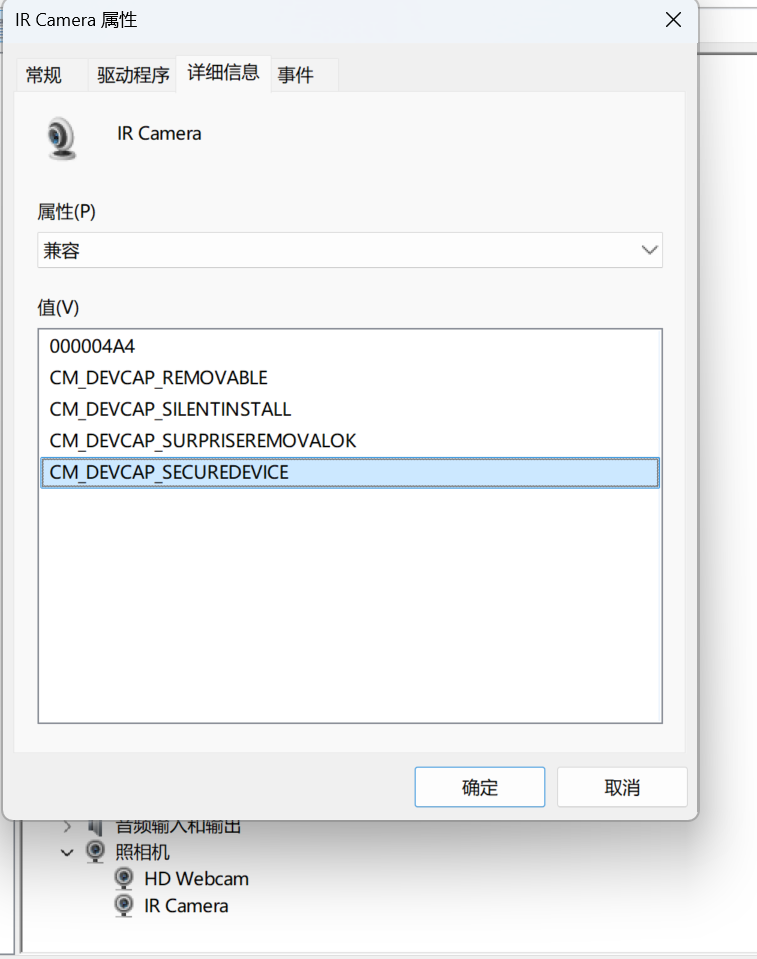 IR Camera 属性
常规
驱动程序
详细信息
事件
IR Camera
属性(P)
兼容
值(V)
000004A4
CM_DEVCAP_REMOVABLE
CM_DEVCAP_SILENTINSTALL
CM_DEVCAP_SURPRISEREMOVALOK
CM_DEVCAP_SECUREDEVICE
确定
取消
音频输入和输出
照相机
HD Webcam
IR Camera